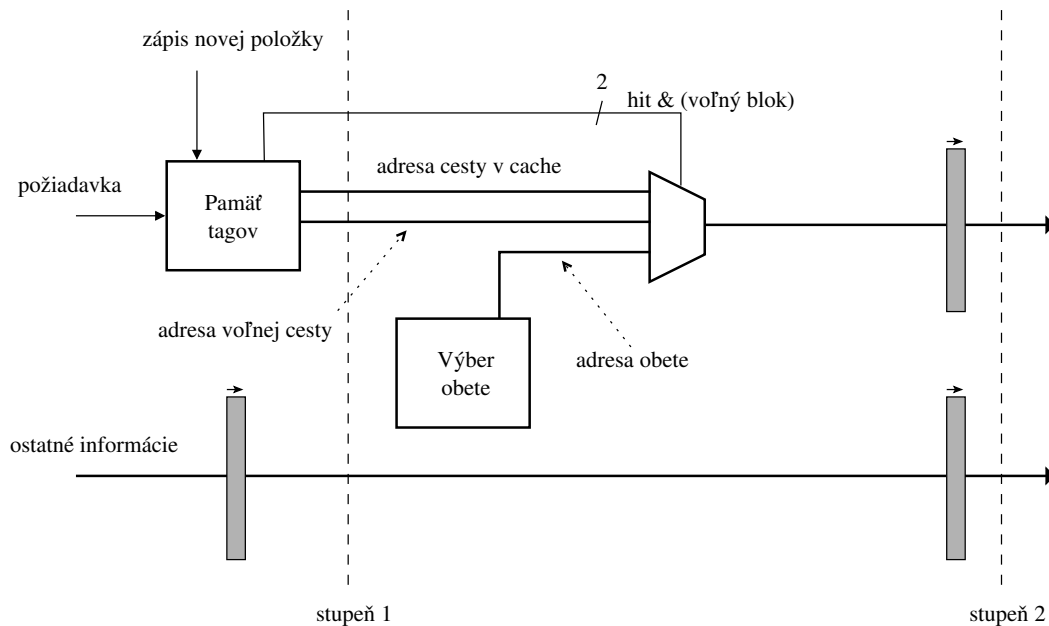 zápis novej položky
2
hit & (voľný blok)
požiadavka
adresa cesty v cache
Pamäť
tagov
adresa voľnej cesty
Výber
obete
adresa obete
ostatné informácie
stupeň 1
stupeň 2